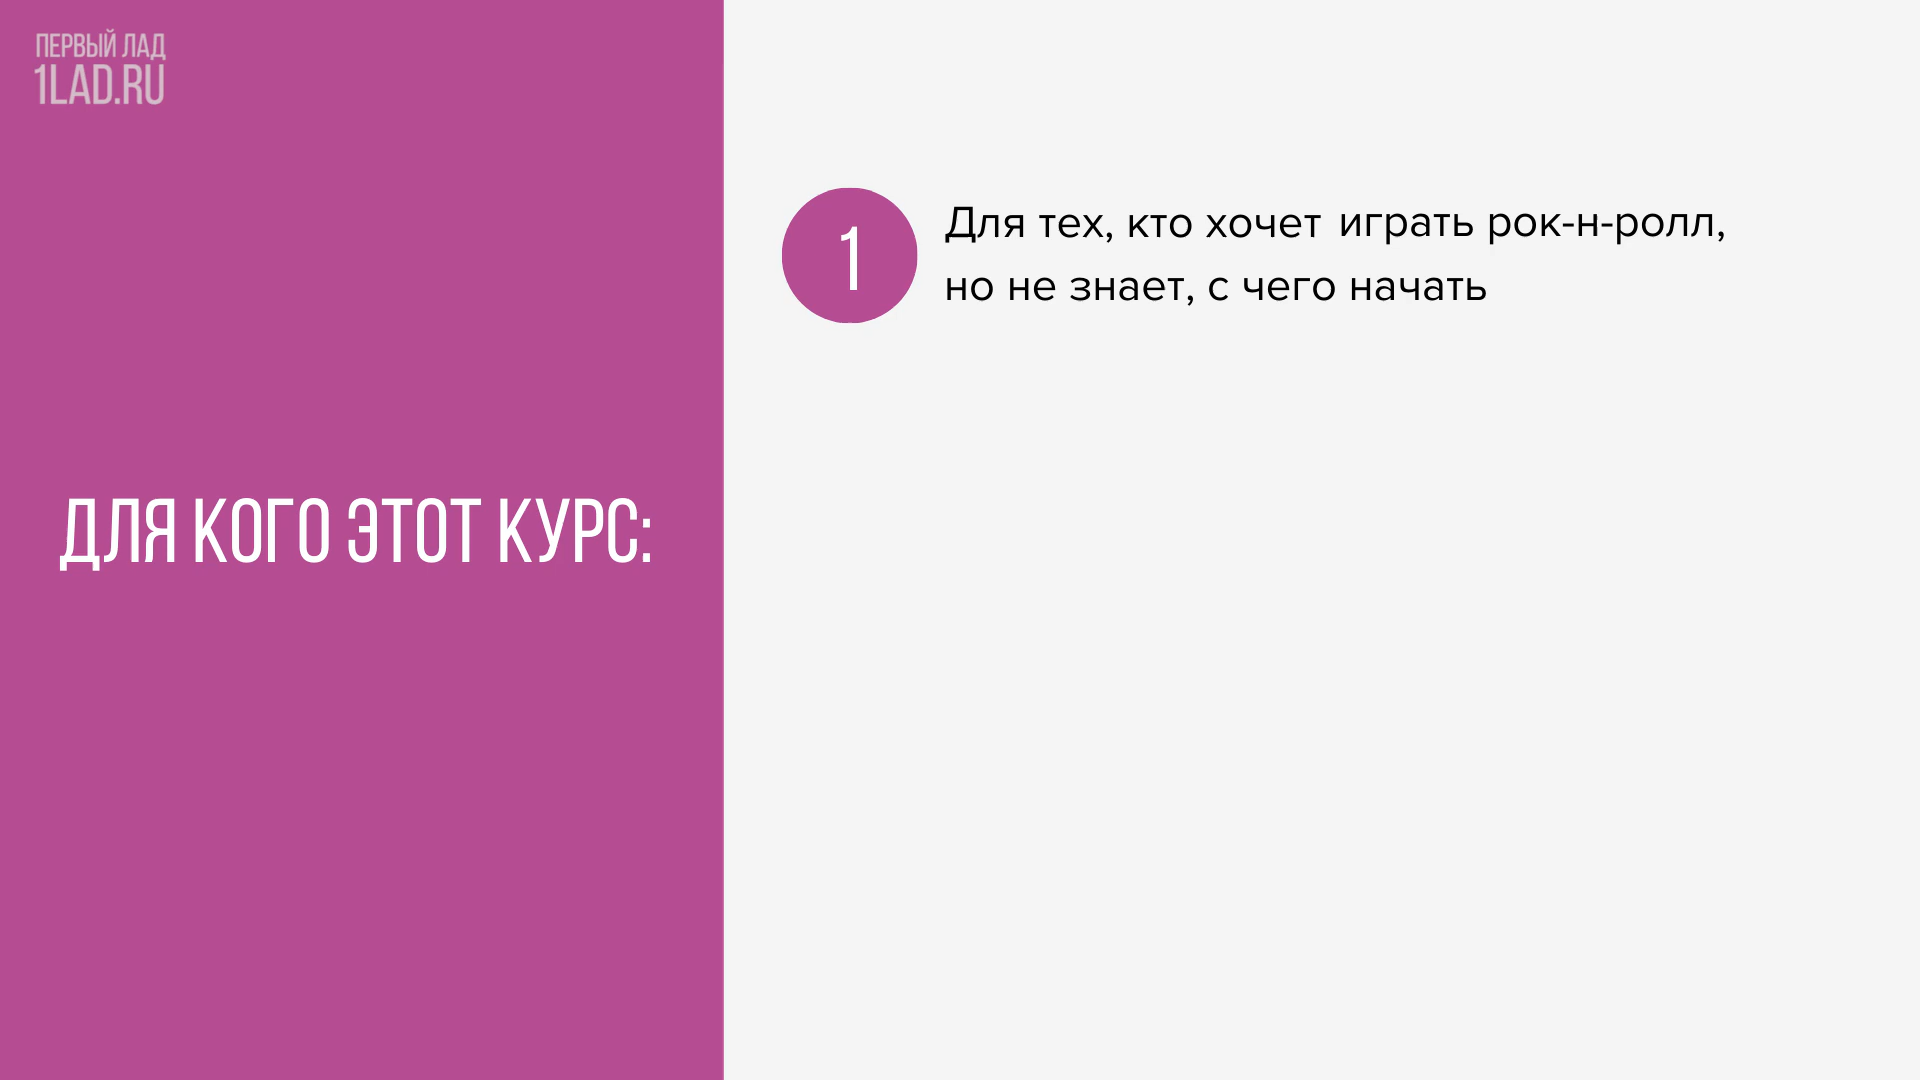 ПЕРВЫЙ ЛАД
1LAD.RU
ДЛЯ КОГО ЭТОТ КУРС:
1
Для тех, кто хочет играть рок-н-ролл,
но не знает, с чего начать